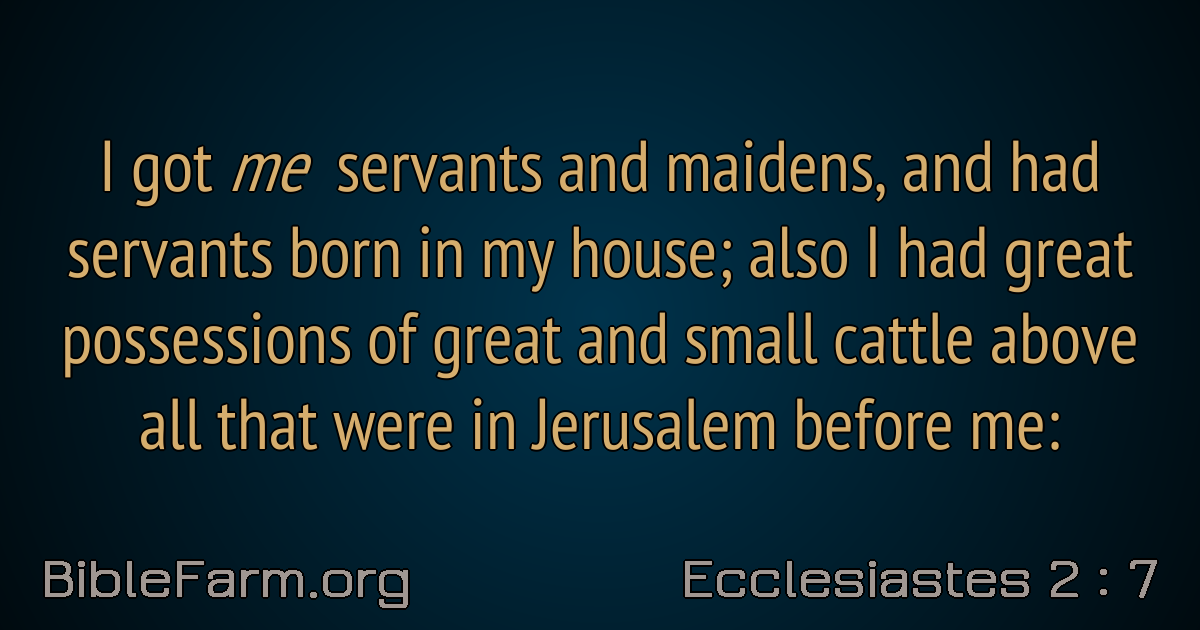 I got me servants and maidens, and had
servants born in my house; also I had great
possessions of great and small cattle above
all that were in Jerusalem before me:
BibleFarm.org
Ecclesiastes 2 : 7